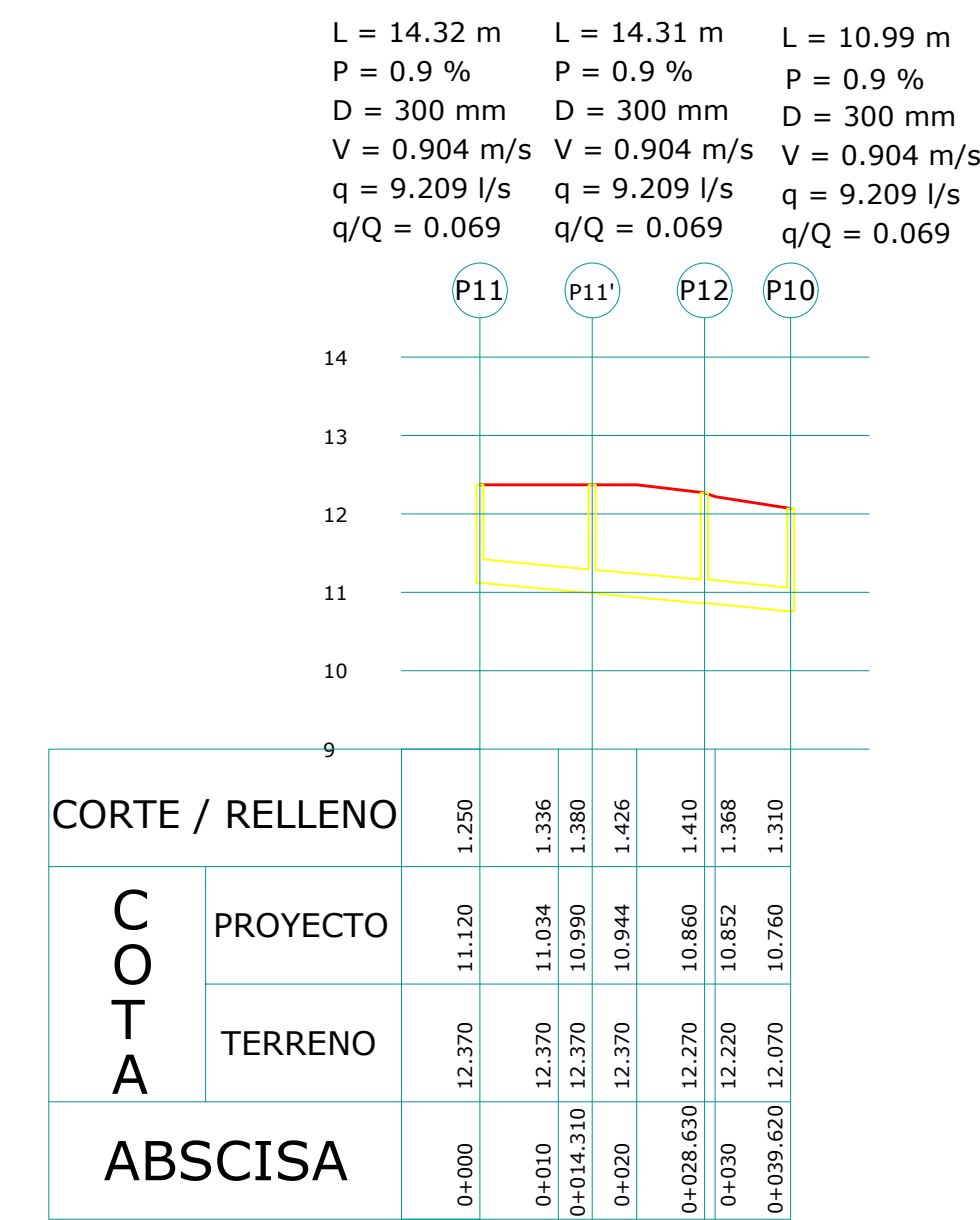 L = 14.32 m
P = 0.9 %
D = 300 mm
V = 0.904 m/s
q = 9.209 l/s
q/Q = 0.069
L = 14.31 m
P = 0.9 %
D = 300 mm
V = 0.904 m/s
q = 9.209 l/s
q/Q = 0.069
L = 10.99 m
P = 0.9 %
D = 300 mm
V = 0.904 m/s
q = 9.209 l/s
q/Q = 0.069
P11 P11' P12 P10
14
13
12
11
10
9
CORTE / RELLENO 1.250 1.336 1.380 1.426 1.410 1.368 1.310
COTA
PROYECTO 11.120 11.034 10.990 10.944 10.860 10.852 10.760
TERRENO 12.370 12.370 12.370 12.370 12.270 12.220 12.070
ABSCISA 0+000 0+010 0+014.310 0+020 0+028.630 0+030 0+039.620